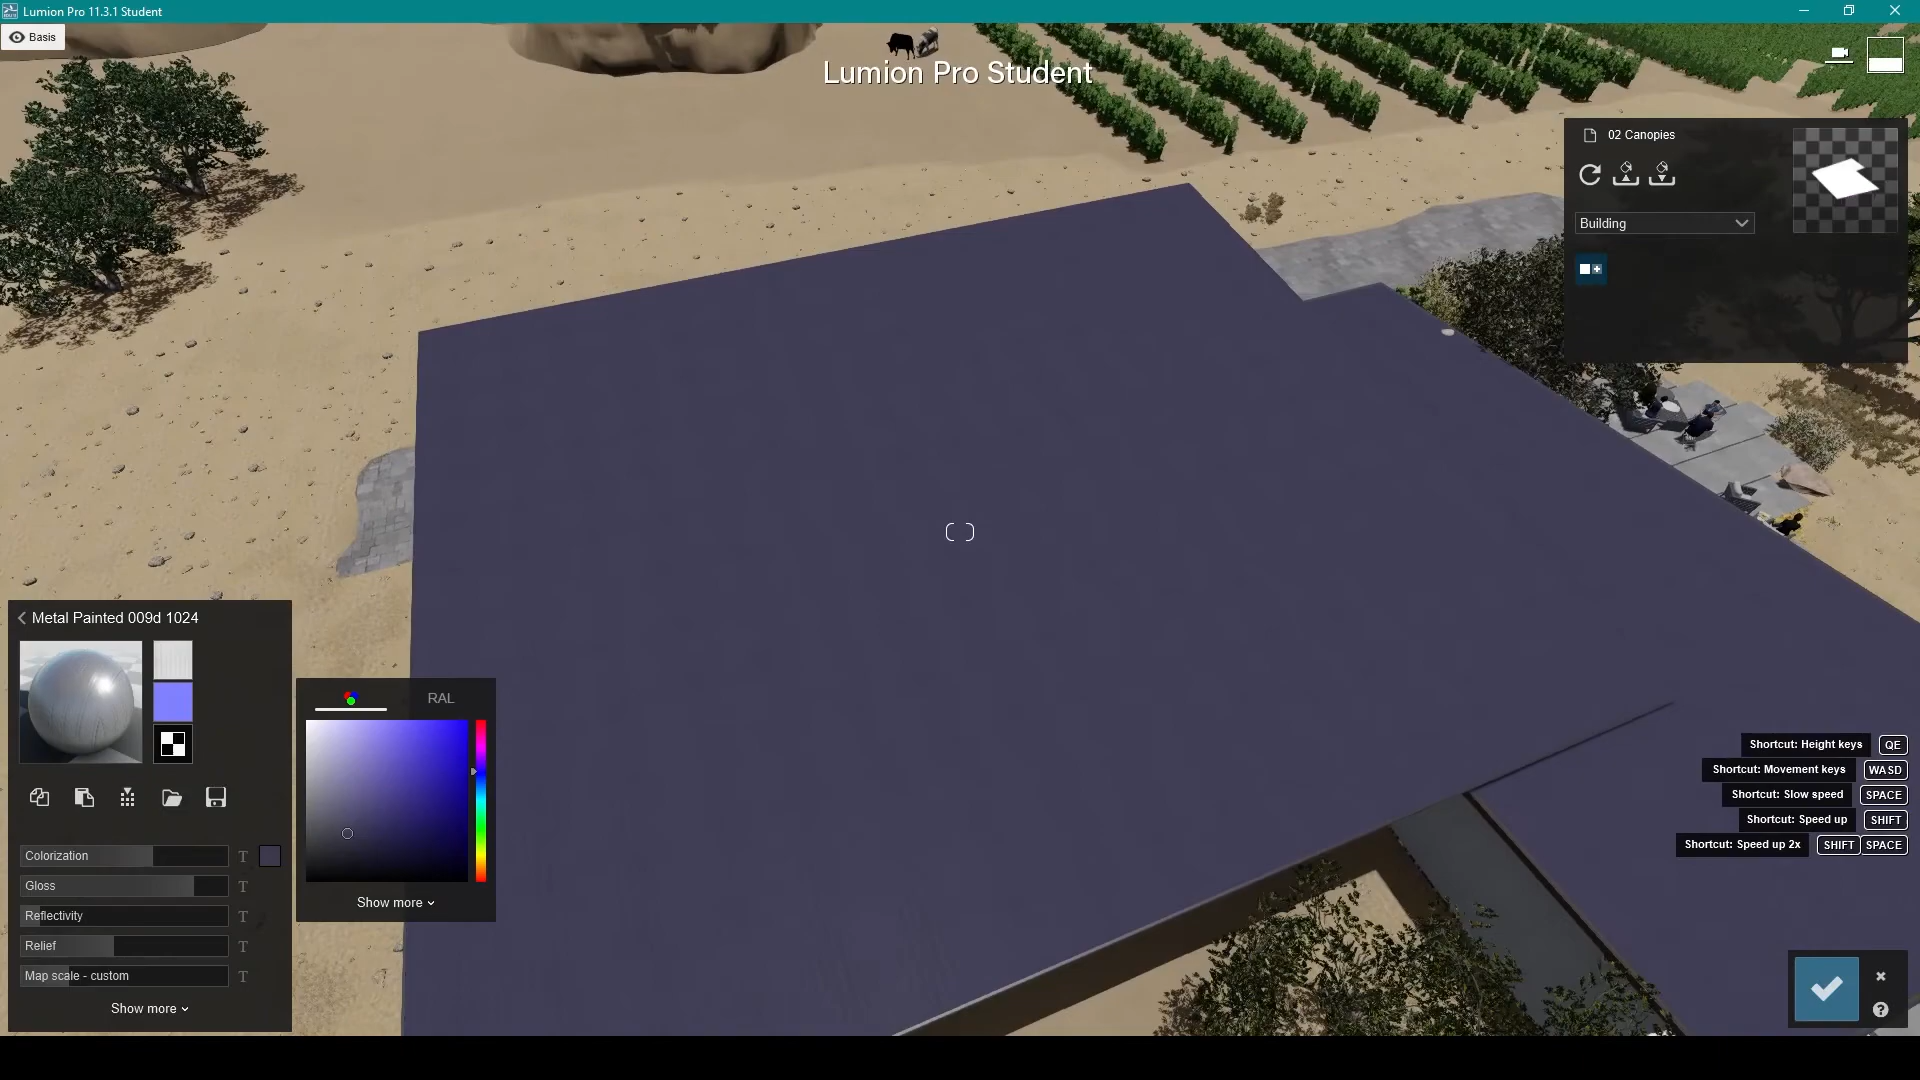 Lumion Pro 11.3.1 Student
Basis
Lumion Pro Student
02 Canopies
Building
Metal Painted 009d 1024
RAL
Show more
Colorization T
Gloss T
Reflectivity T
Relief T
Map scale - custom T
Show more
Shortcut: Height keys QE
Shortcut: Movement keys WASD
Shortcut: Slow speed SPACE
Shortcut: Speed up SHIFT
Shortcut: Speed up 2x SHIFT SPACE